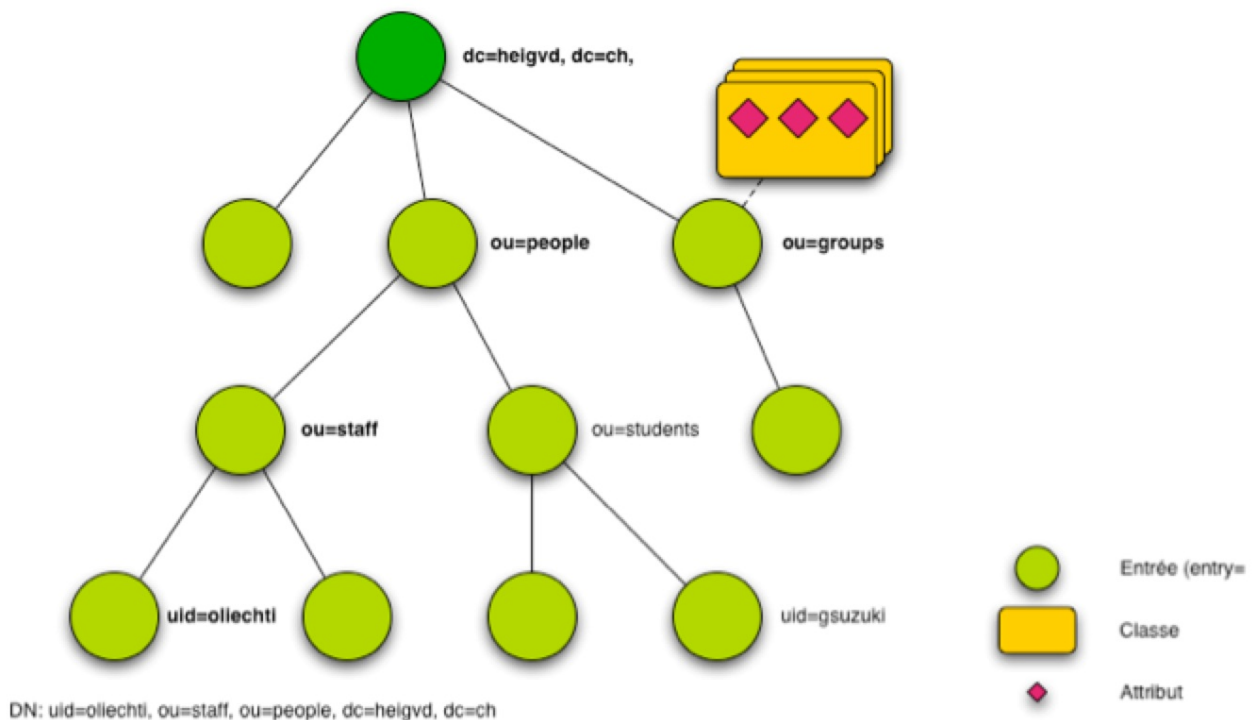 dc=heigvd, dc=ch,
ou=people
ou=groups
ou=staff
ou=students
uid=oliechti
uid=gsuzuki
Entrée (entry=
Classe
Attribut
DN: uid=oliechti, ou=staff, ou=people, dc=heigvd, dc=ch